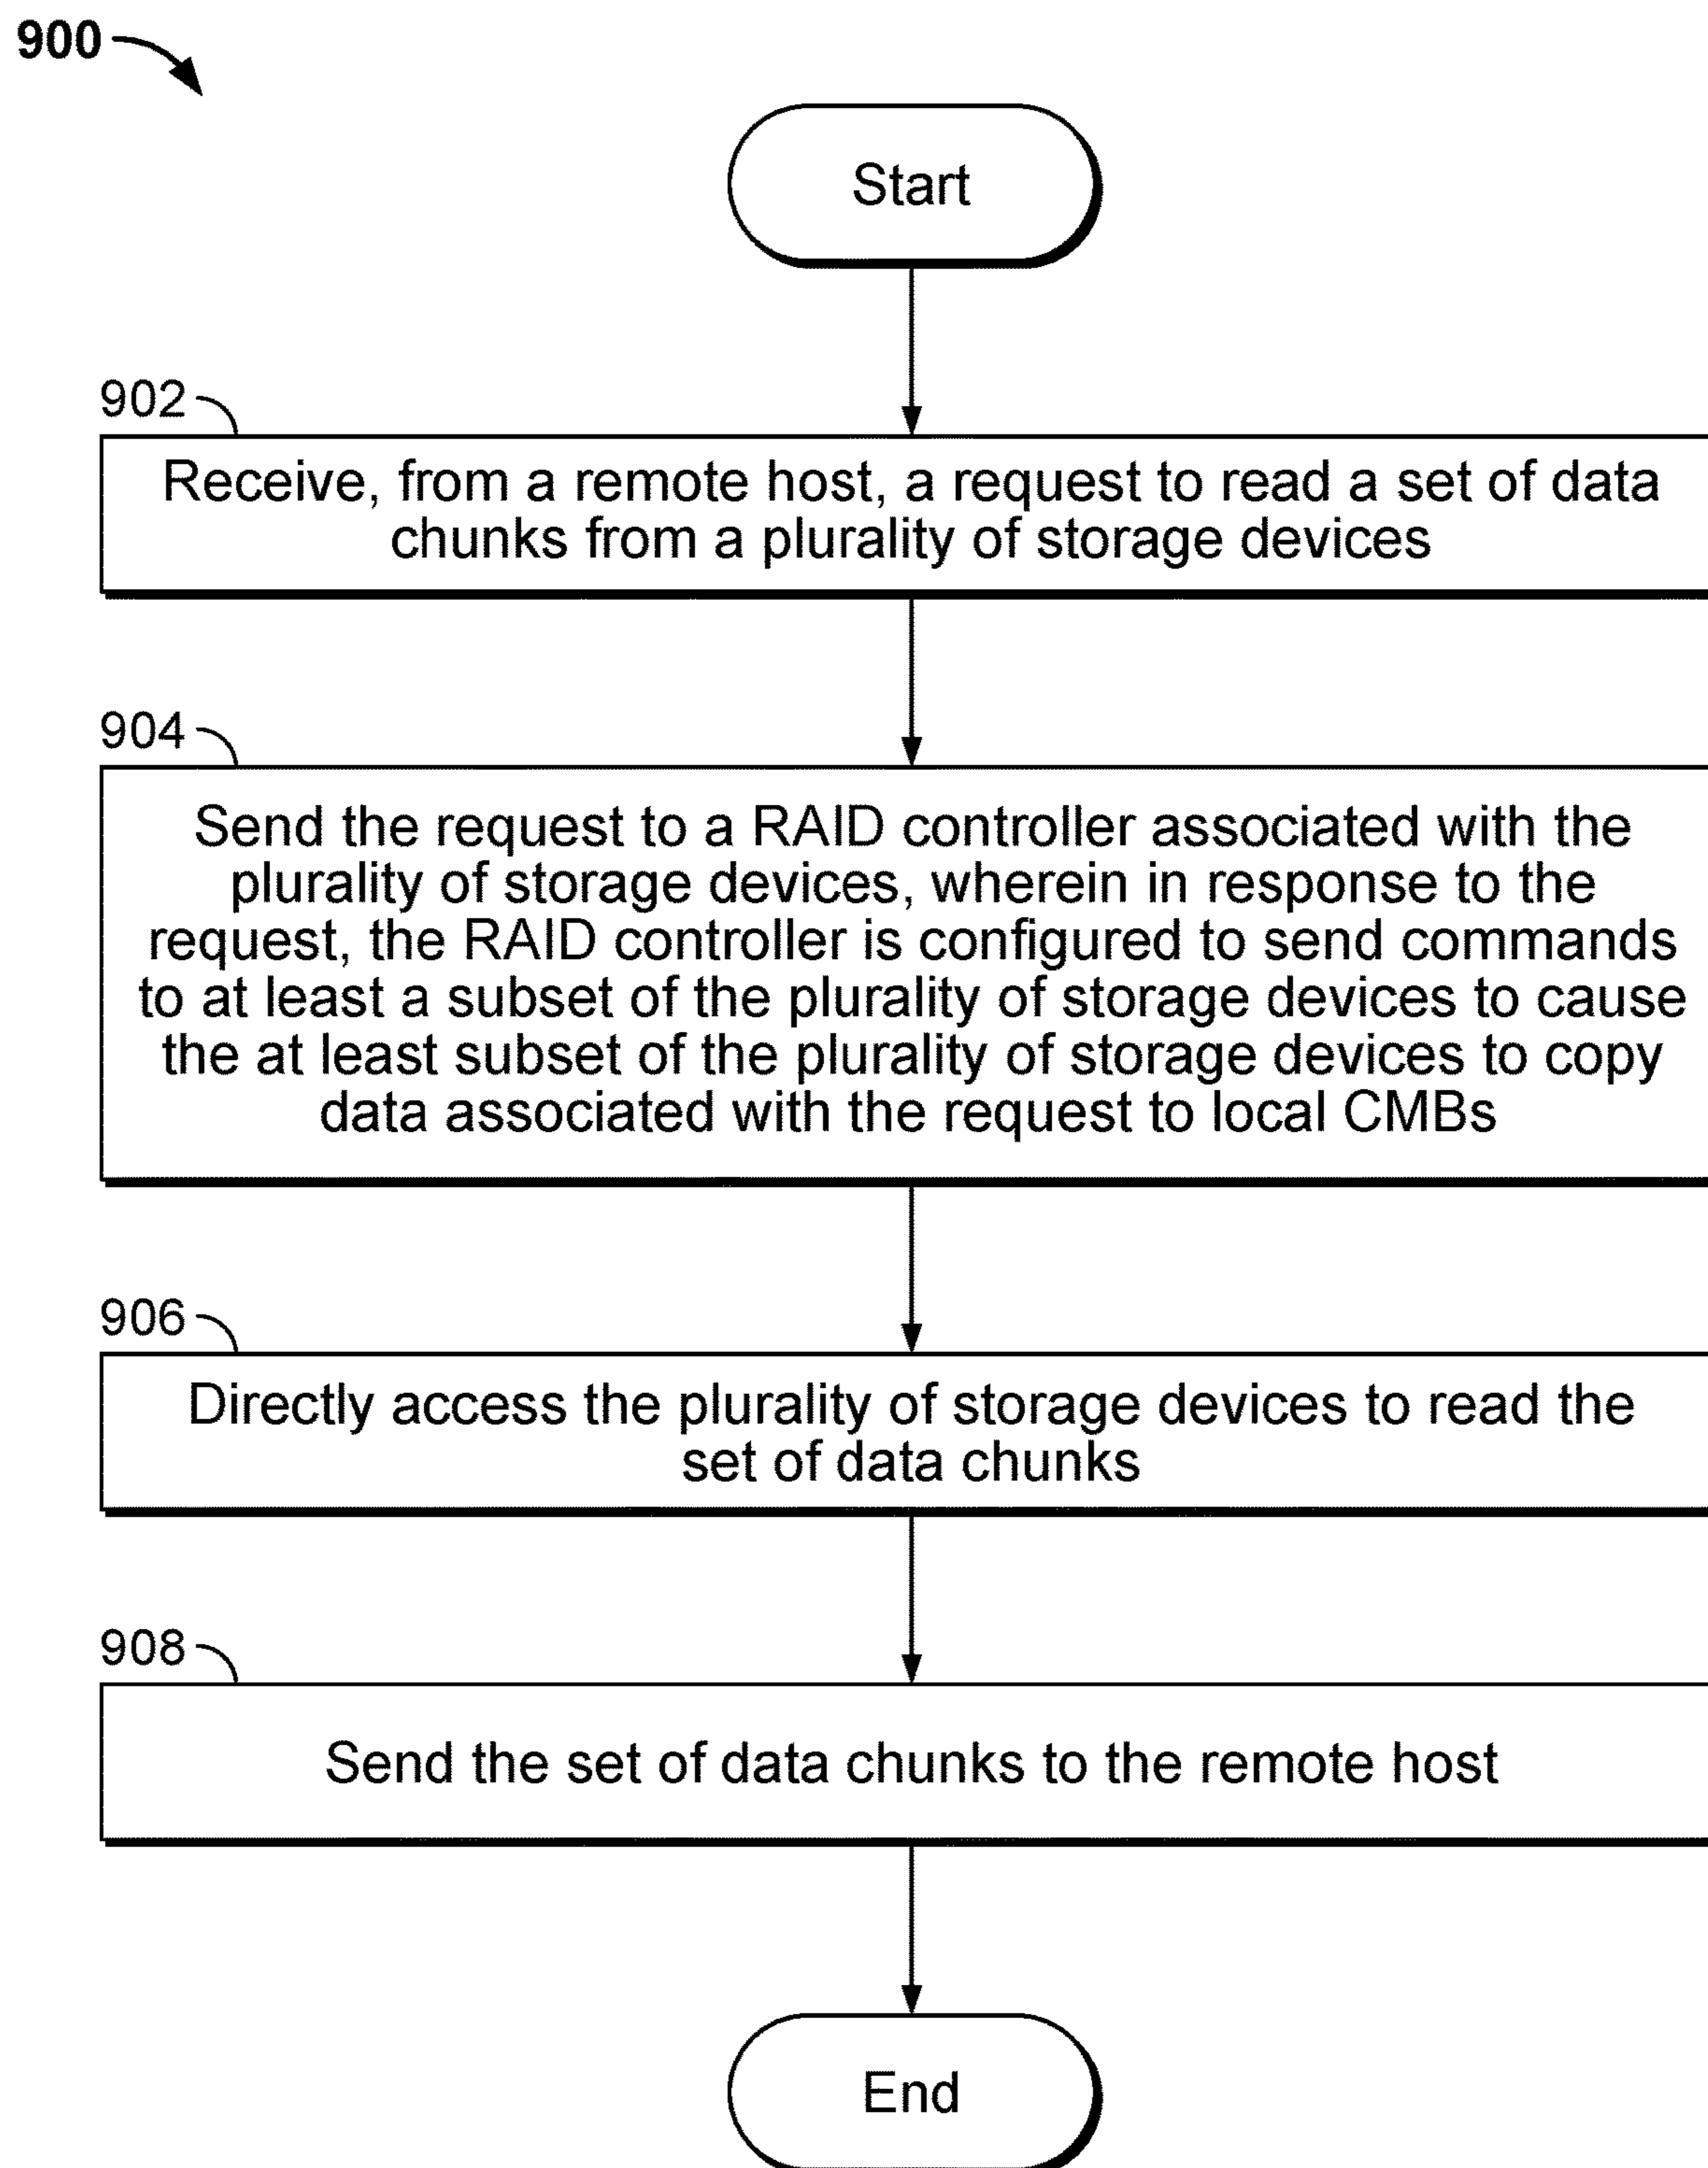 900
Start
902
Receive, from a remote host, a request to read a set of data
chunks from a plurality of storage devices
904
Send the request to a RAID controller associated with the
plurality of storage devices, wherein in response to the
request, the RAID controller is configured to send commands
to at least a subset of the plurality of storage devices to cause
the at least subset of the plurality of storage devices to copy
data associated with the request to local CMBs
906
Directly access the plurality of storage devices to read the
set of data chunks
908
Send the set of data chunks to the remote host
End